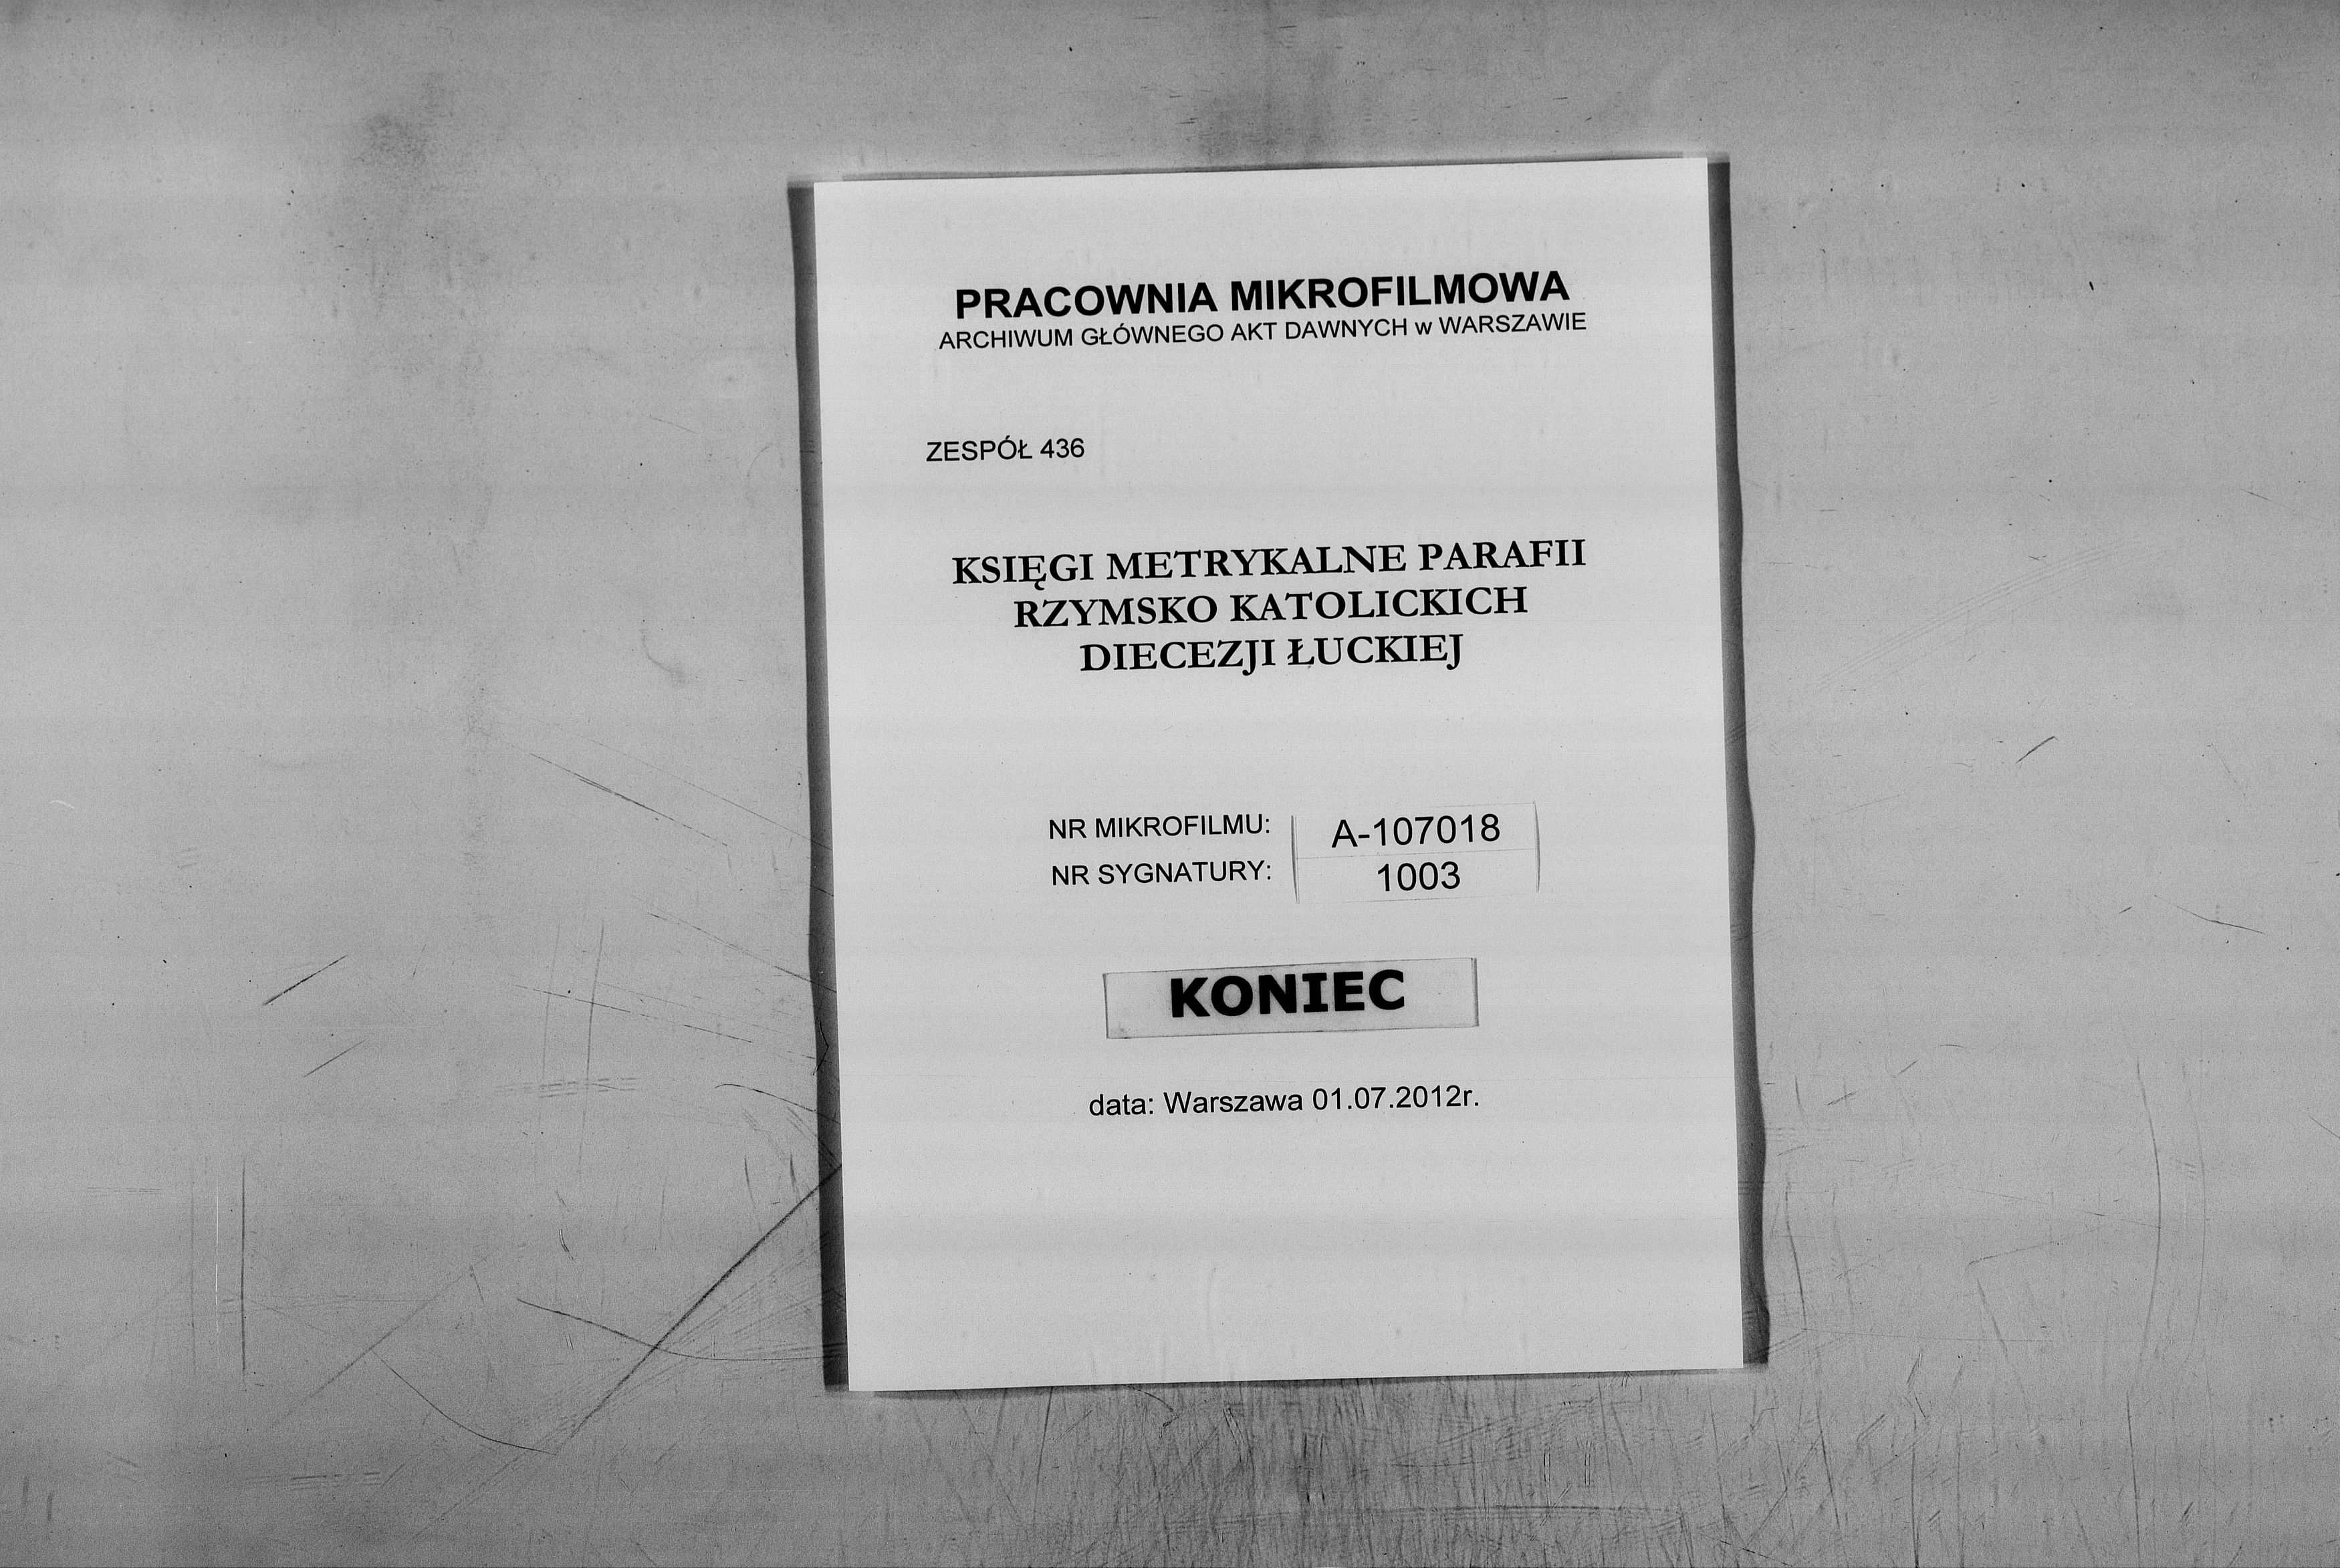 PRACOWNIA MIKROFILMOWA
ARCHIWUM GŁÓWNEGO AKT DAWNYCH w WARSZAWIE
ZESPÓŁ 436
KSIĘGI METRYKALNE PARAFII
RZYMSKO KATOLICKICH
DIECEZJI ŁUCKIEJ
NR MIKROFILMU: A-107018
NR SYGNATURY: 1003
KONIEC
data: Warszawa 01.07.2012r.